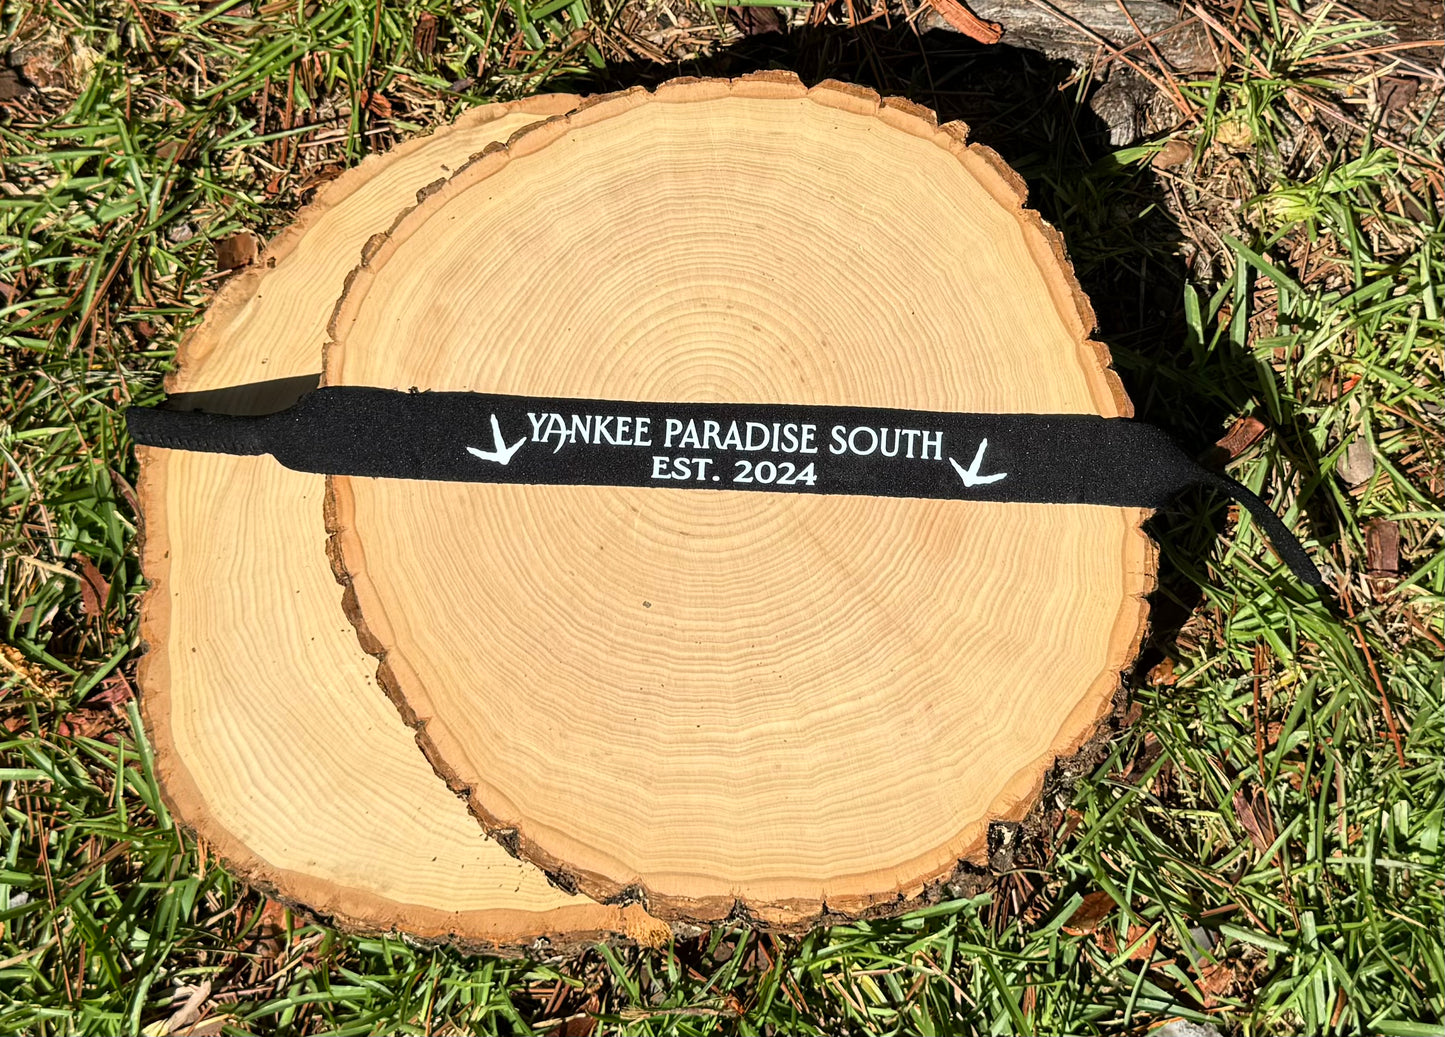 YANKEE PARADISE SOUTH
EST. 2024